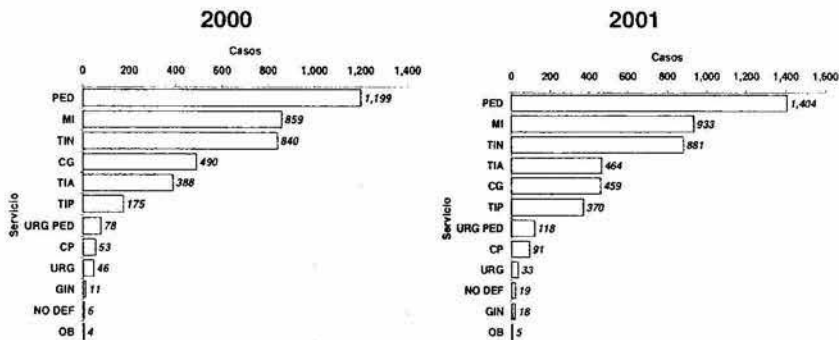 2000
Casos
0 200 400 600 800 1,000 1,200 1,400
Servicio
PED 1,199
MI 859
TIN 840
CG 490
TIA 388
TIP 175
URG PED 78
CP 53
URG 46
GIN 11
NO DEF 6
OB 4
2001
Casos
0 200 400 600 800 1,000 1,200 1,400 1,600
Servicio
PED 1,404
MI 933
TIN 881
TIA 464
CG 459
TIP 370
URG PED 118
CP 91
URG 33
NO DEF 19
GIN 18
OB 5